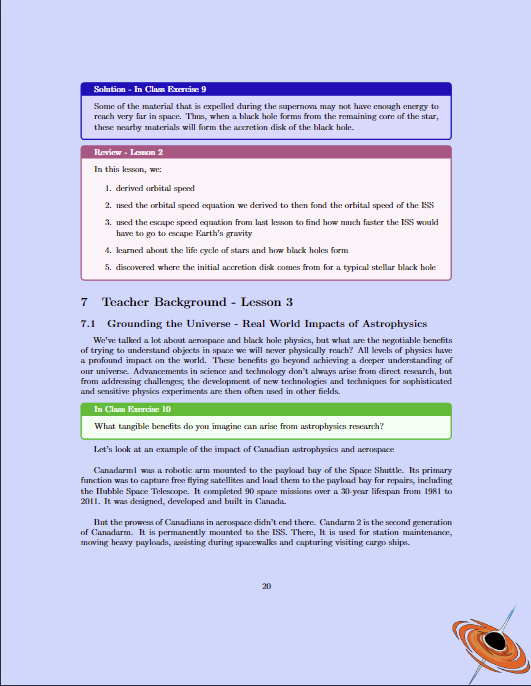 Solution - In Class Exercise 9
Some of the material that is expelled during the supernova may not have enough energy to
reach very far in space. Thus, when a black hole forms from the remaining core of the star,
these nearby materials will form the accretion disk of the black hole.
Review - Lesson 2
In this lesson, we:
1. derived orbital speed
2. used the orbital speed equation we derived to then fond the orbital speed of the ISS
3. used the escape speed equation from last lesson to find how much faster the ISS would
have to go to escape Earth's gravity
4. learned about the life cycle of stars and how black holes form
5. discovered where the initial accretion disk comes from for a typical stellar black hole
7 Teacher Background - Lesson 3
7.1 Grounding the Universe - Real World Impacts of Astrophysics
We've talked a lot about aerospace and black hole physics, but what are the negotiable benefits
of trying to understand objects in space we will never physically reach? All levels of physics have
a profound impact on the world. These benefits go beyond achieving a deeper understanding of
our universe. Advancements in science and technology don't always arise from direct research, but
from addressing challenges; the development of new technologies and techniques for sophisticated
and sensitive physics experiments are then often used in other fields.
In Class Exercise 10
What tangible benefits do you imagine can arise from astrophysics research?
Let's look at an example of the impact of Canadian astrophysics and aerospace
Canadarm1 was a robotic arm mounted to the payload bay of the Space Shuttle. Its primary
function was to capture free flying satellites and load them to the payload bay for repairs, including
the Hubble Space Telescope. It completed 90 space missions over a 30-year lifespan from 1981 to
2011. It was designed, developed and built in Canada.
But the prowess of Canadians in aerospace didn't end there. Candarm 2 is the second generation
of Canadarm. It is permanently mounted to the ISS. There, It is used for station maintenance,
moving heavy payloads, assisting during spacewalks and capturing visiting cargo ships.
20